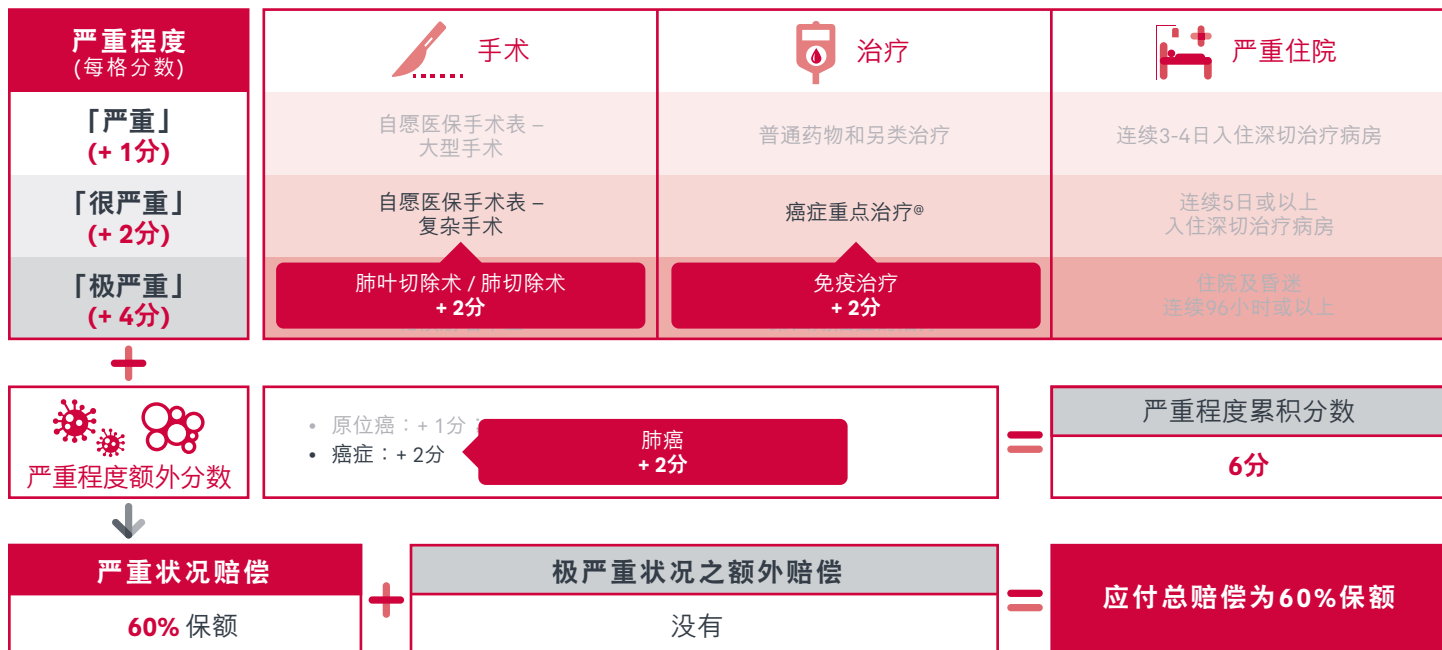 严重程度
(每格分数)
手术
治疗
严重住院
「严重」
(+ 1分)
自愿医保手术表 –
大型手术
普通药物和另类治疗
连续3-4日入住深切治疗病房
「很严重」
(+ 2分)
自愿医保手术表 –
复杂手术
癌症重点治疗@
连续5日或以上
入住深切治疗病房
「极严重」
(+ 4分)
肺叶切除术 / 肺切除术
+ 2分
免疫治疗
+ 2分
住院及昏迷
连续96小时或以上
严重程度额外分数
• 原位癌：+ 1分
• 癌症：+ 2分
肺癌
+ 2分
严重程度累积分数
6分
严重状况赔偿
60% 保额
极严重状况之额外赔偿
没有
应付总赔偿为60%保额